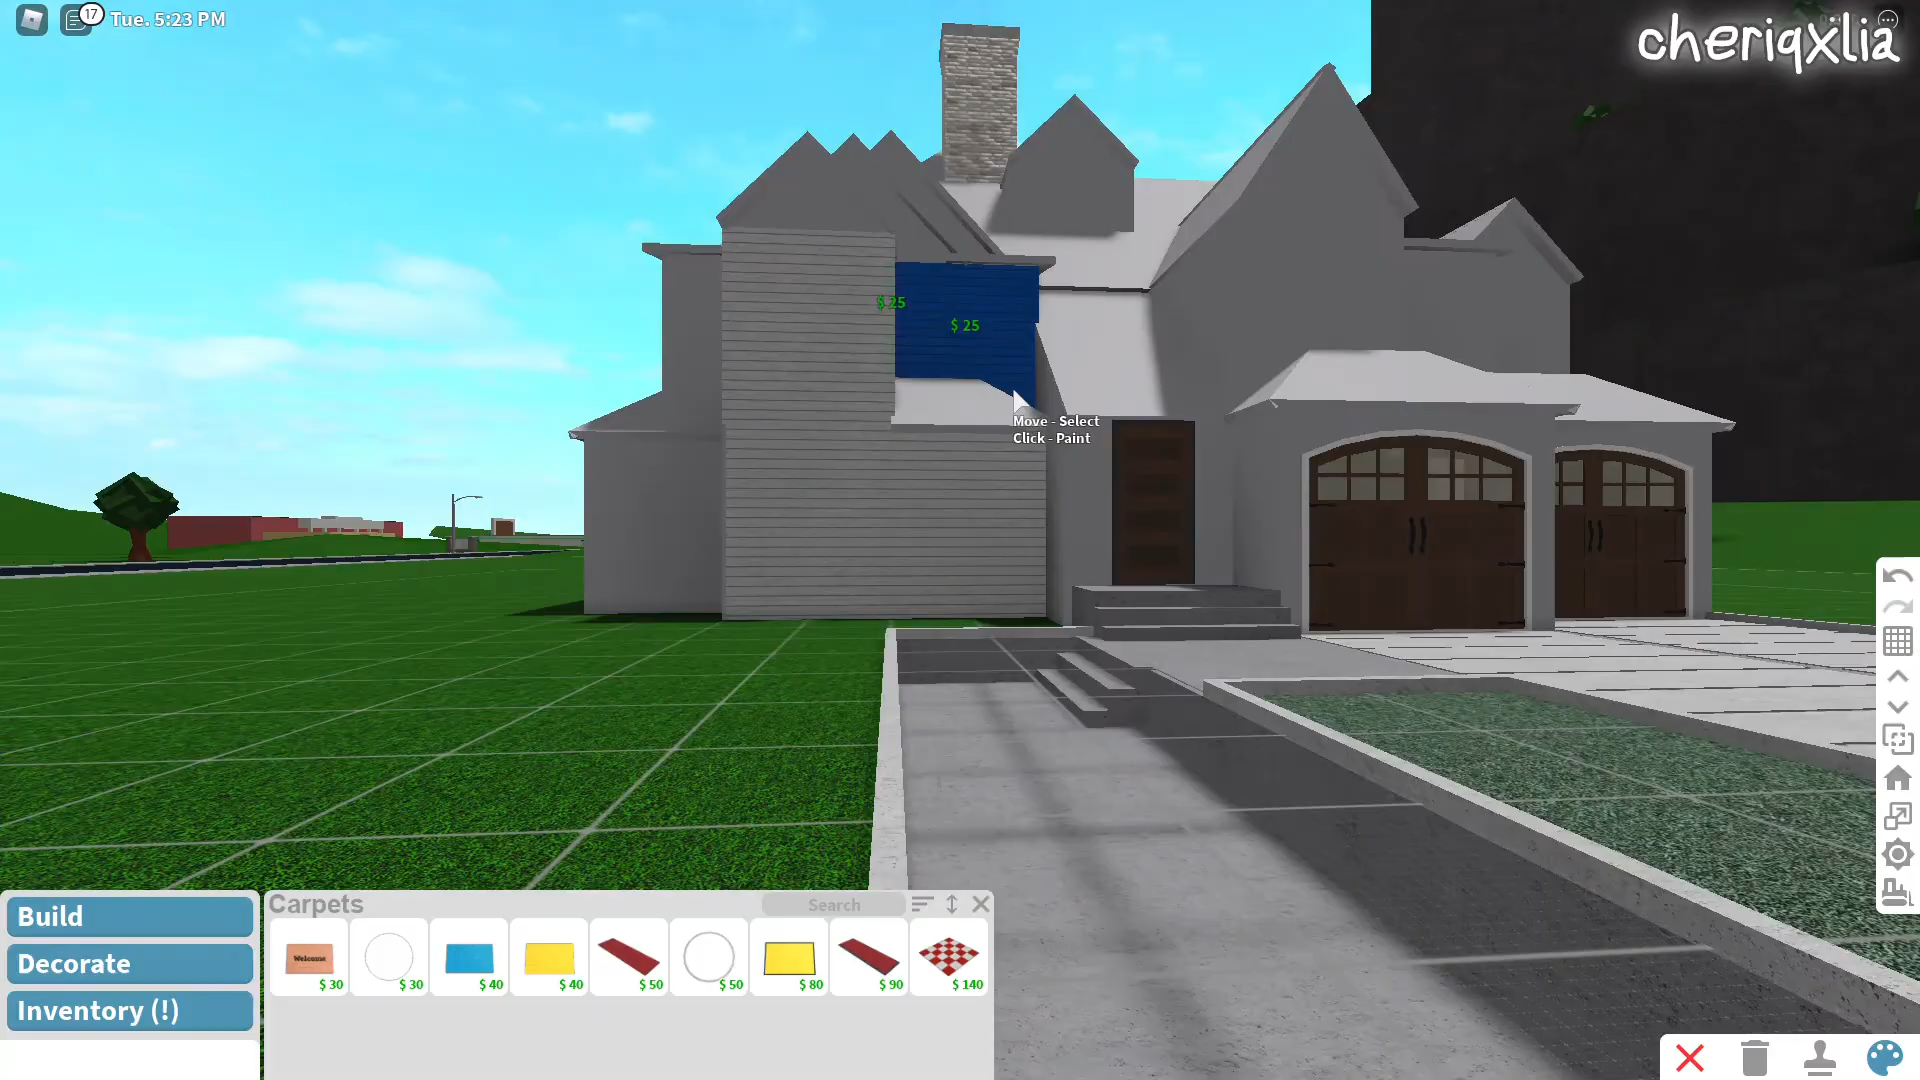 17
Tue. 5:23 PM
cheriqxlia
$ 25
$ 25
Move - Select
Click - Paint
Build
Decorate
Inventory (!)
Carpets
Search
Welcome
$ 30
$ 30
$ 40
$ 40
$ 50
$ 50
$ 80
$ 90
$ 140